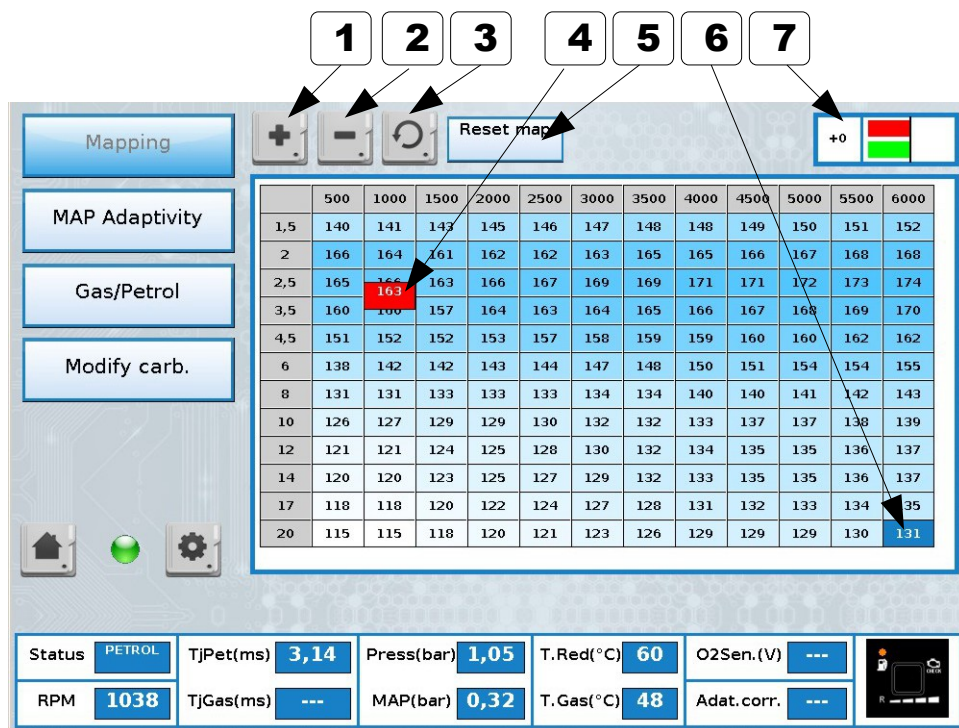 1 2 3 4 5 6 7
Mapping
Reset map
+0
MAP Adaptivity
Gas/Petrol
Modify carb.
500 1000 1500 2000 2500 3000 3500 4000 4500 5000 5500 6000
1,5 140 141 143 145 146 147 148 148 149 150 151 152
2 166 164 161 162 162 163 165 165 166 167 168 168
2,5 165 166 163 166 167 169 169 171 171 172 173 174
163
3,5 160 160 157 164 163 164 165 166 167 168 169 170
4,5 151 152 152 153 157 158 159 159 160 160 162 162
6 138 142 142 143 144 147 148 150 151 154 154 155
8 131 131 133 133 133 134 134 140 140 141 142 143
10 126 127 129 129 130 132 132 133 137 137 138 139
12 121 121 124 125 128 130 132 134 135 135 136 137
14 120 120 123 125 127 129 132 133 135 135 136 137
17 118 118 120 122 124 127 128 131 132 133 134 135
20 115 115 118 120 121 123 126 129 129 129 130 131
Status PETROL TjPet(ms) 3,14 Press(bar) 1,05 T.Red(°C) 60 O2Sen.(V) ---
RPM 1038 TjGas(ms) --- MAP(bar) 0,32 T.Gas(°C) 48 Adat.corr. ---
CHECK
R